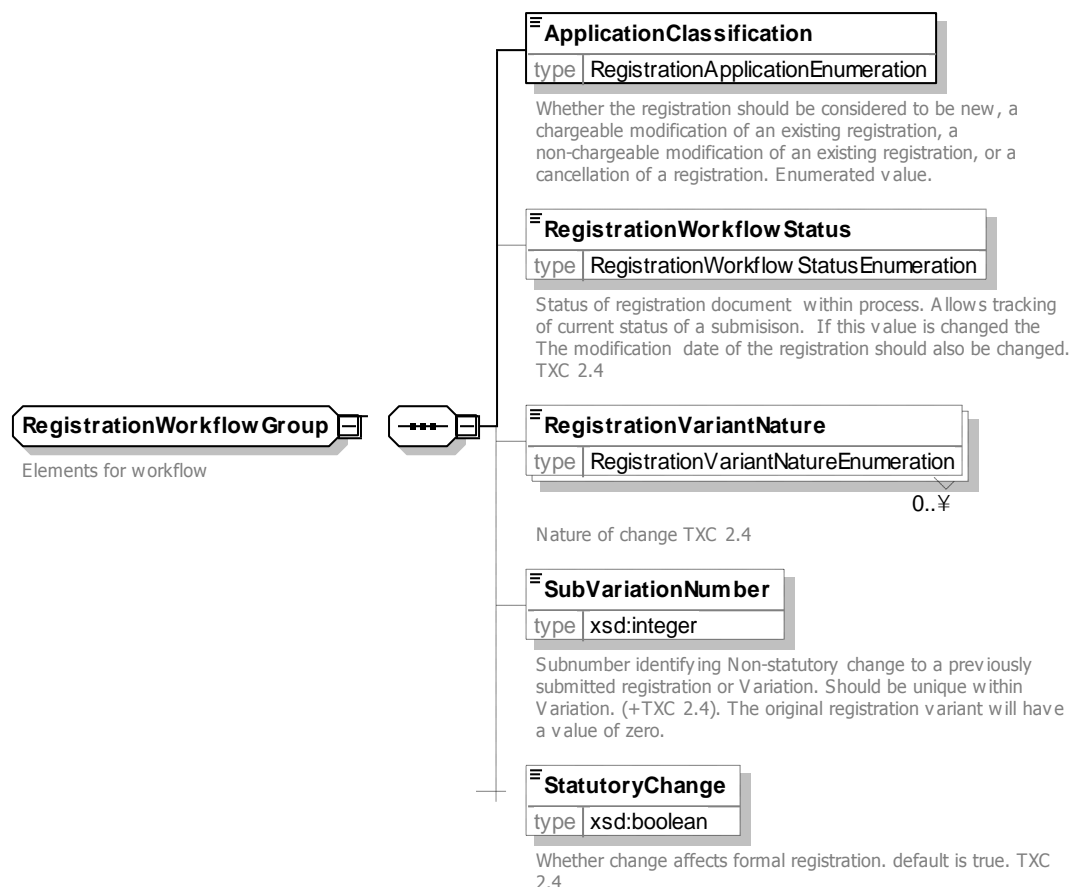 ApplicationClassification
type RegistrationApplicationEnumeration
Whether the registration should be considered to be new, a
chargeable modification of an existing registration, a
non-chargeable modification of an existing registration, or a
cancellation of a registration. Enumerated value.
RegistrationWorkflowStatus
type RegistrationWorkflowStatusEnumeration
Status of registration document within process. Allows tracking
of current status of a submisison. If this value is changed the
The modification date of the registration should also be changed.
TXC 2.4
RegistrationWorkflowGroup
Elements for workflow
RegistrationVariantNature
type RegistrationVariantNatureEnumeration
0..¥
Nature of change TXC 2.4
SubVariationNumber
type xsd:integer
Subnumber identifying Non-statutory change to a previously
submitted registration or Variation. Should be unique within
Variation. (+TXC 2.4). The original registration variant will have
a value of zero.
StatutoryChange
type xsd:boolean
Whether change affects formal registration. default is true. TXC
2.4